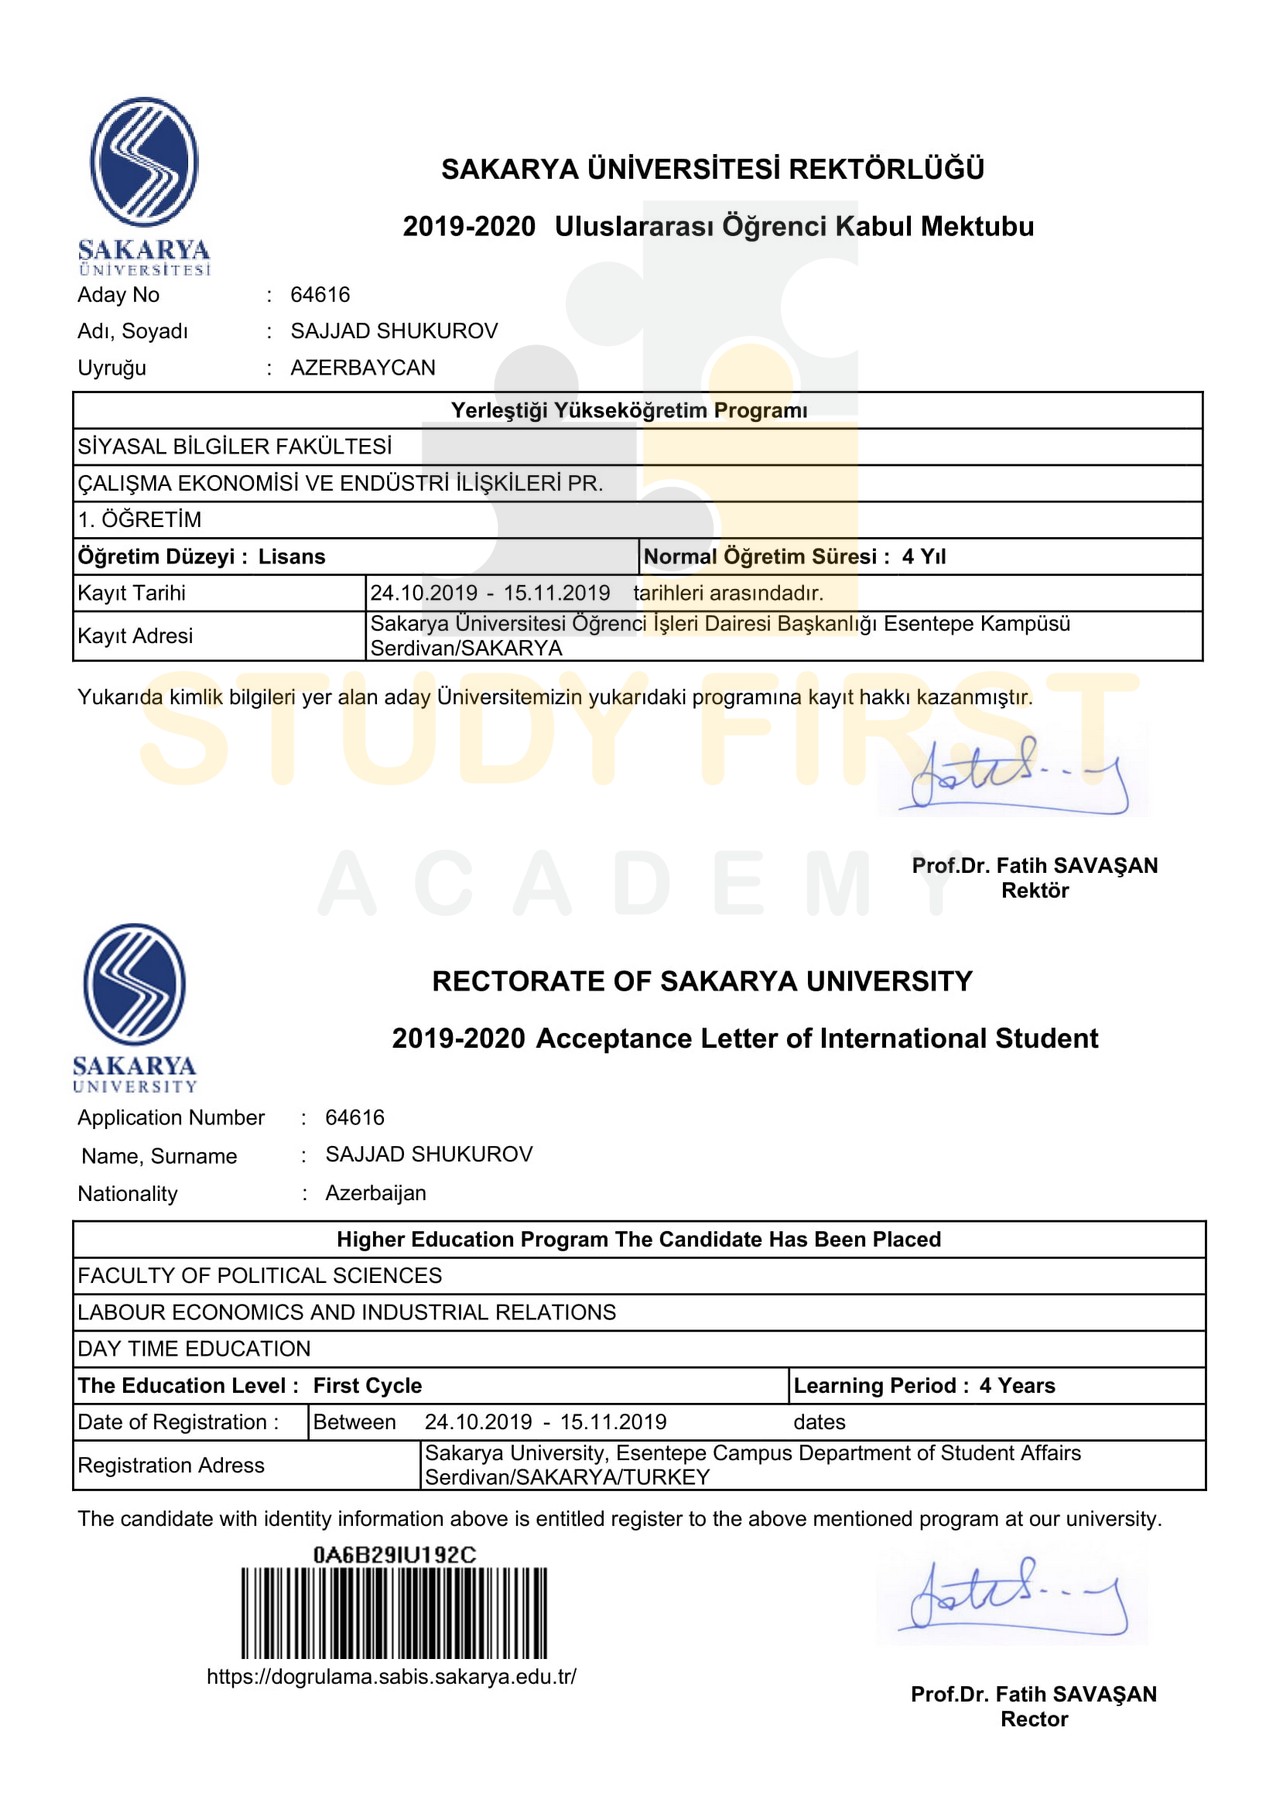 SAKARYA ÜNİVERSİTESİ REKTÖRLÜĞÜ
2019-2020 Uluslararası Öğrenci Kabul Mektubu
SAKARYA
ÜNİVERSİTESİ
Aday No : 64616
Adı, Soyadı : SAJJAD SHUKUROV
Uyruğu : AZERBAYCAN
Yerleştiği Yükseköğretim Programı
SİYASAL BİLGİLER FAKÜLTESİ
ÇALIŞMA EKONOMİSİ VE ENDÜSTRİ İLİŞKİLERİ PR.
1. ÖĞRETİM
Öğretim Düzeyi : Lisans Normal Öğretim Süresi : 4 Yıl
Kayıt Tarihi 24.10.2019 - 15.11.2019 tarihleri arasındadır.
Kayıt Adresi Sakarya Üniversitesi Öğrenci İşleri Dairesi Başkanlığı Esentepe Kampüsü
Serdivan/SAKARYA
Yukarıda kimlik bilgileri yer alan aday Üniversitemizin yukarıdaki programına kayıt hakkı kazanmıştır.
STUDY FIRST
ACADEMY
Prof.Dr. Fatih SAVAŞAN
Rektör
RECTORATE OF SAKARYA UNIVERSITY
2019-2020 Acceptance Letter of International Student
SAKARYA
UNIVERSITY
Application Number : 64616
Name, Surname : SAJJAD SHUKUROV
Nationality : Azerbaijan
Higher Education Program The Candidate Has Been Placed
FACULTY OF POLITICAL SCIENCES
LABOUR ECONOMICS AND INDUSTRIAL RELATIONS
DAY TIME EDUCATION
The Education Level : First Cycle Learning Period : 4 Years
Date of Registration : Between 24.10.2019 - 15.11.2019 dates
Registration Adress Sakarya University, Esentepe Campus Department of Student Affairs
Serdivan/SAKARYA/TURKEY
The candidate with identity information above is entitled register to the above mentioned program at our university.
0A6B29IU192C
https://dogrulama.sabis.sakarya.edu.tr/
Prof.Dr. Fatih SAVAŞAN
Rector